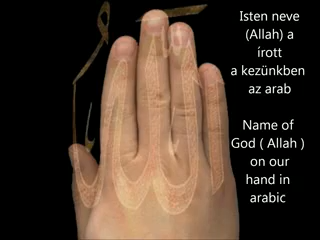 Isten neve
(Allah) a
írott
a kezünkben
az arab
Name of
God ( Allah )
on our
hand in
arabic